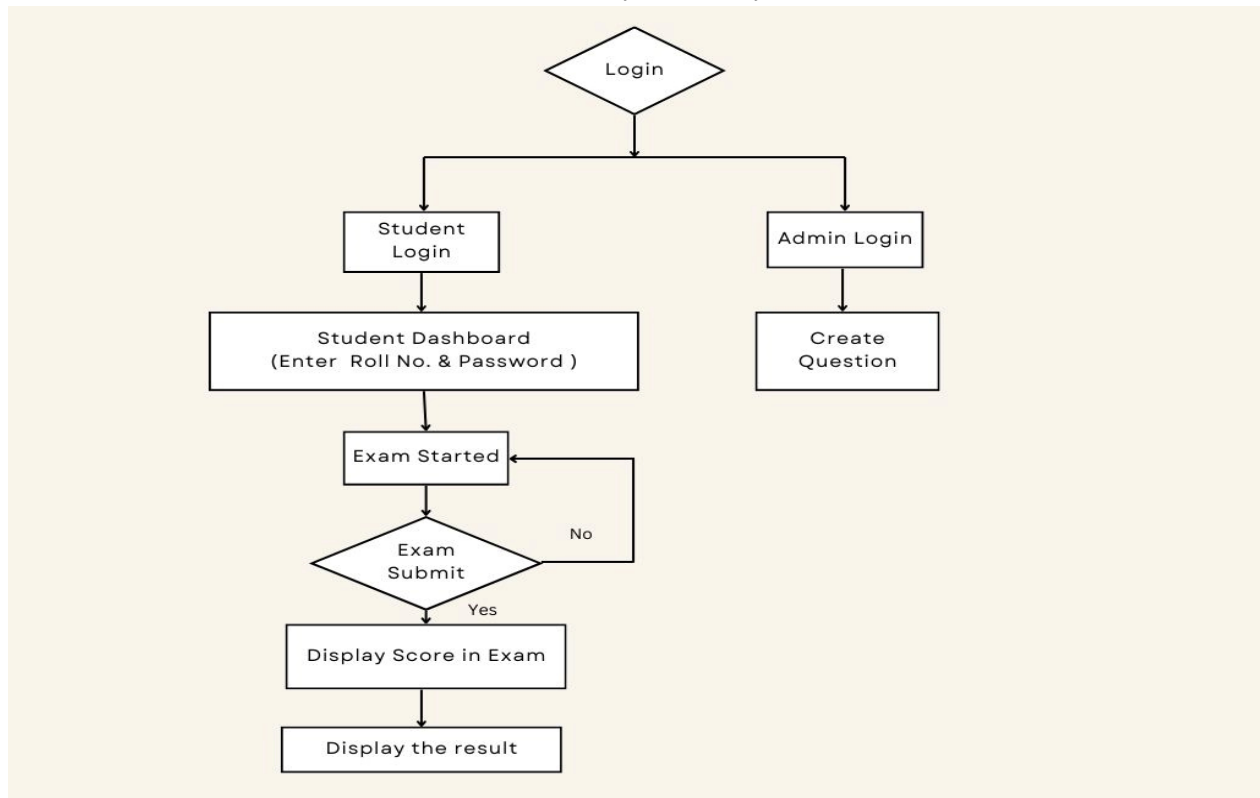 Login
Student
Login
Admin Login
Student Dashboard
(Enter Roll No. & Password )
Create
Question
Exam Started
No
Exam
Submit
Yes
Display Score in Exam
Display the result